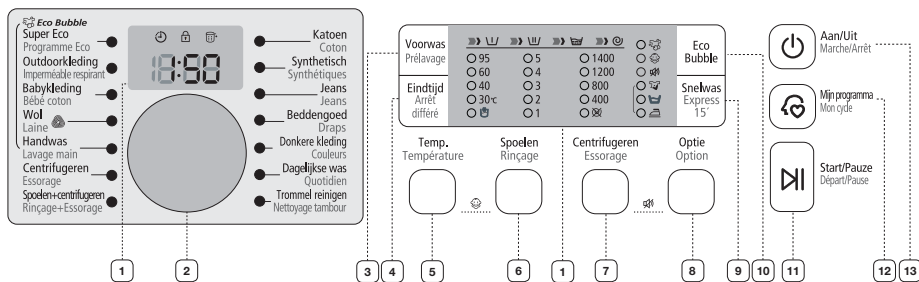 Eco Bubble
Super Eco
Programme Eco
Outdoorkleding
Imperméable respirant
Babykleding
Bébé coton
Wol
Laine
Handwas
Lavage main
Centrifugeren
Essorage
Spoelen+centrifugeren
Rinçage+Essorage
1:50
Katoen
Coton
Synthetisch
Synthétiques
Jeans
Jeans
Beddengoed
Draps
Donkere kleding
Couleurs
Dagelijkse was
Quotidien
Trommel reinigen
Nettoyage tambour
Voorwas
Prélavage
Eindtijd
Arrêt
différé
95 5 1400
60 4 1200
40 3 800
30℃ 2 400
1
Eco
Bubble
Snelwas
Express
15´
Temp.
Température
Spoelen
Rinçage
Centrifugeren
Essorage
Optie
Option
Aan/Uit
Marche/Arrêt
Mijn programma
Mon cycle
Start/Pauze
Départ/Pause
1 2 3 4 5 6 1 7 8 9 10 11 12 13